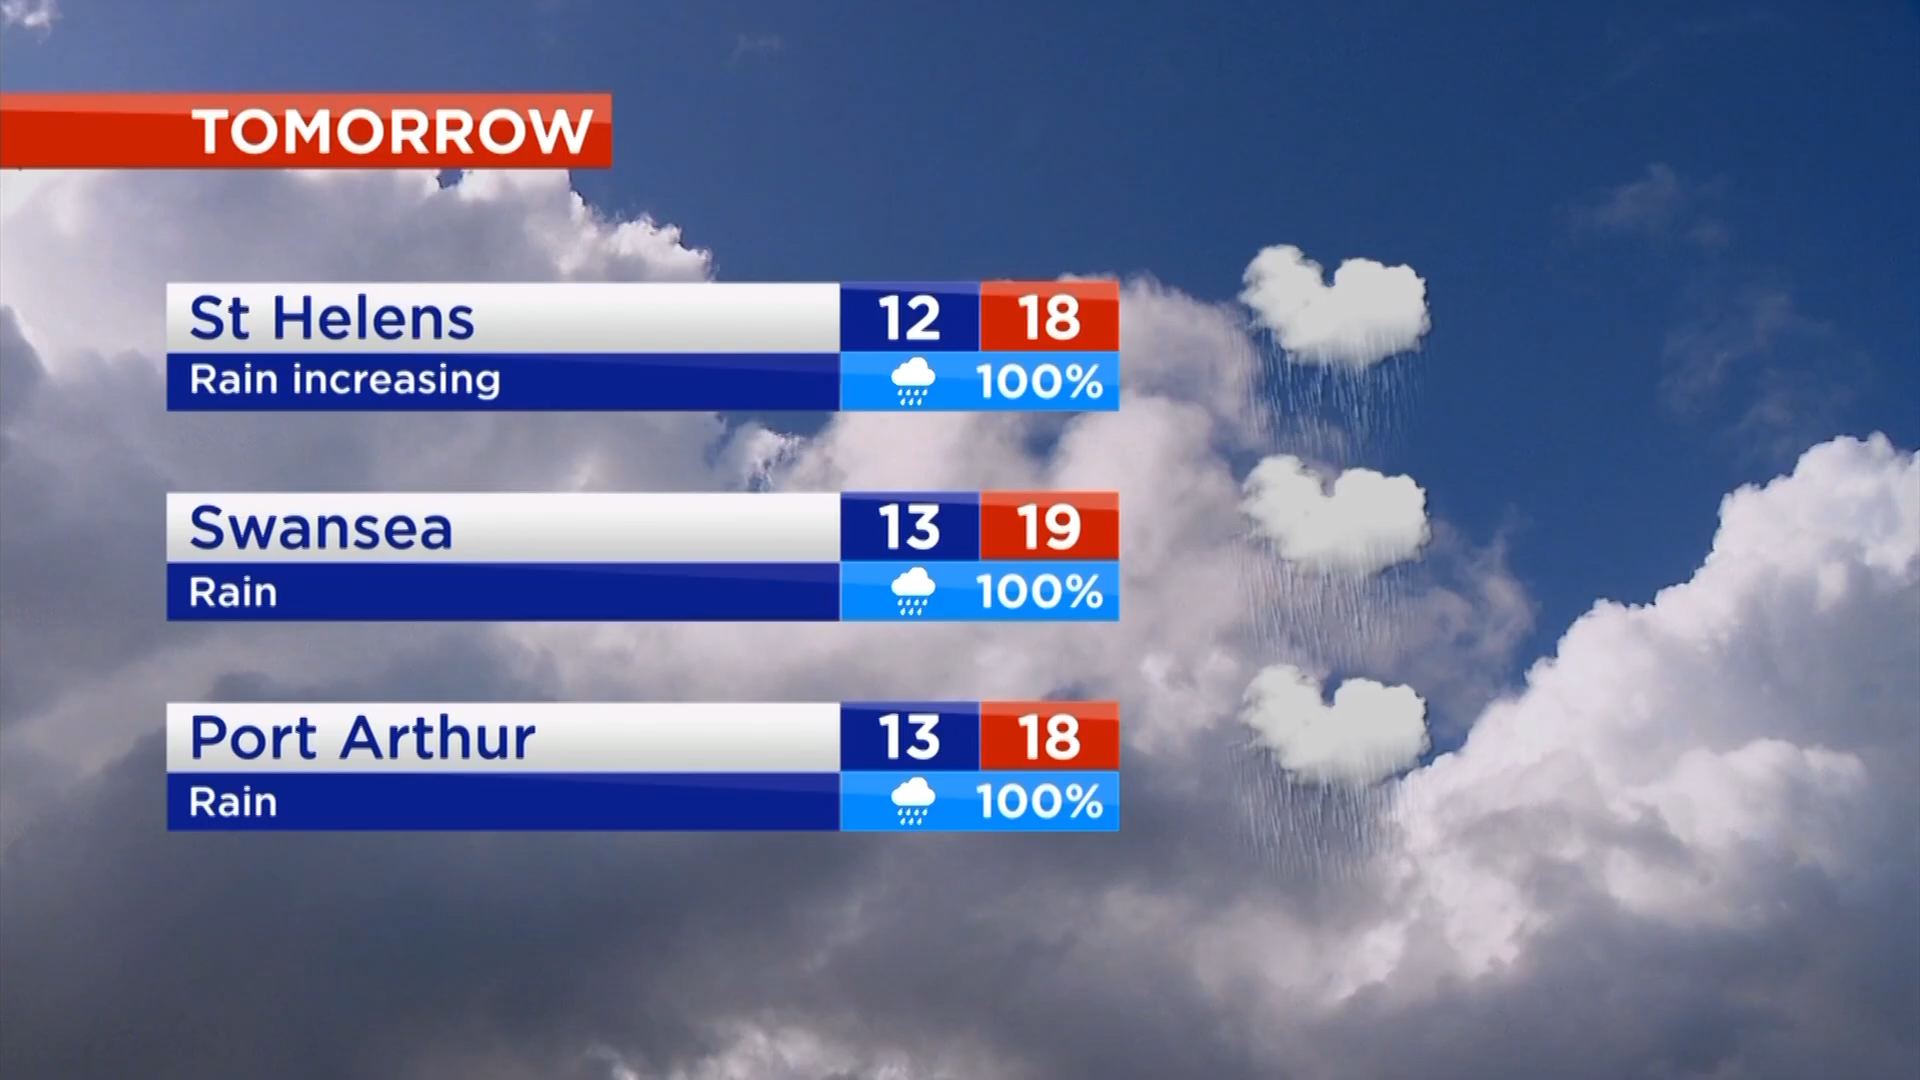 TOMORROW
St Helens 12 18
Rain increasing 100%
Swansea 13 19
Rain 100%
Port Arthur 13 18
Rain 100%